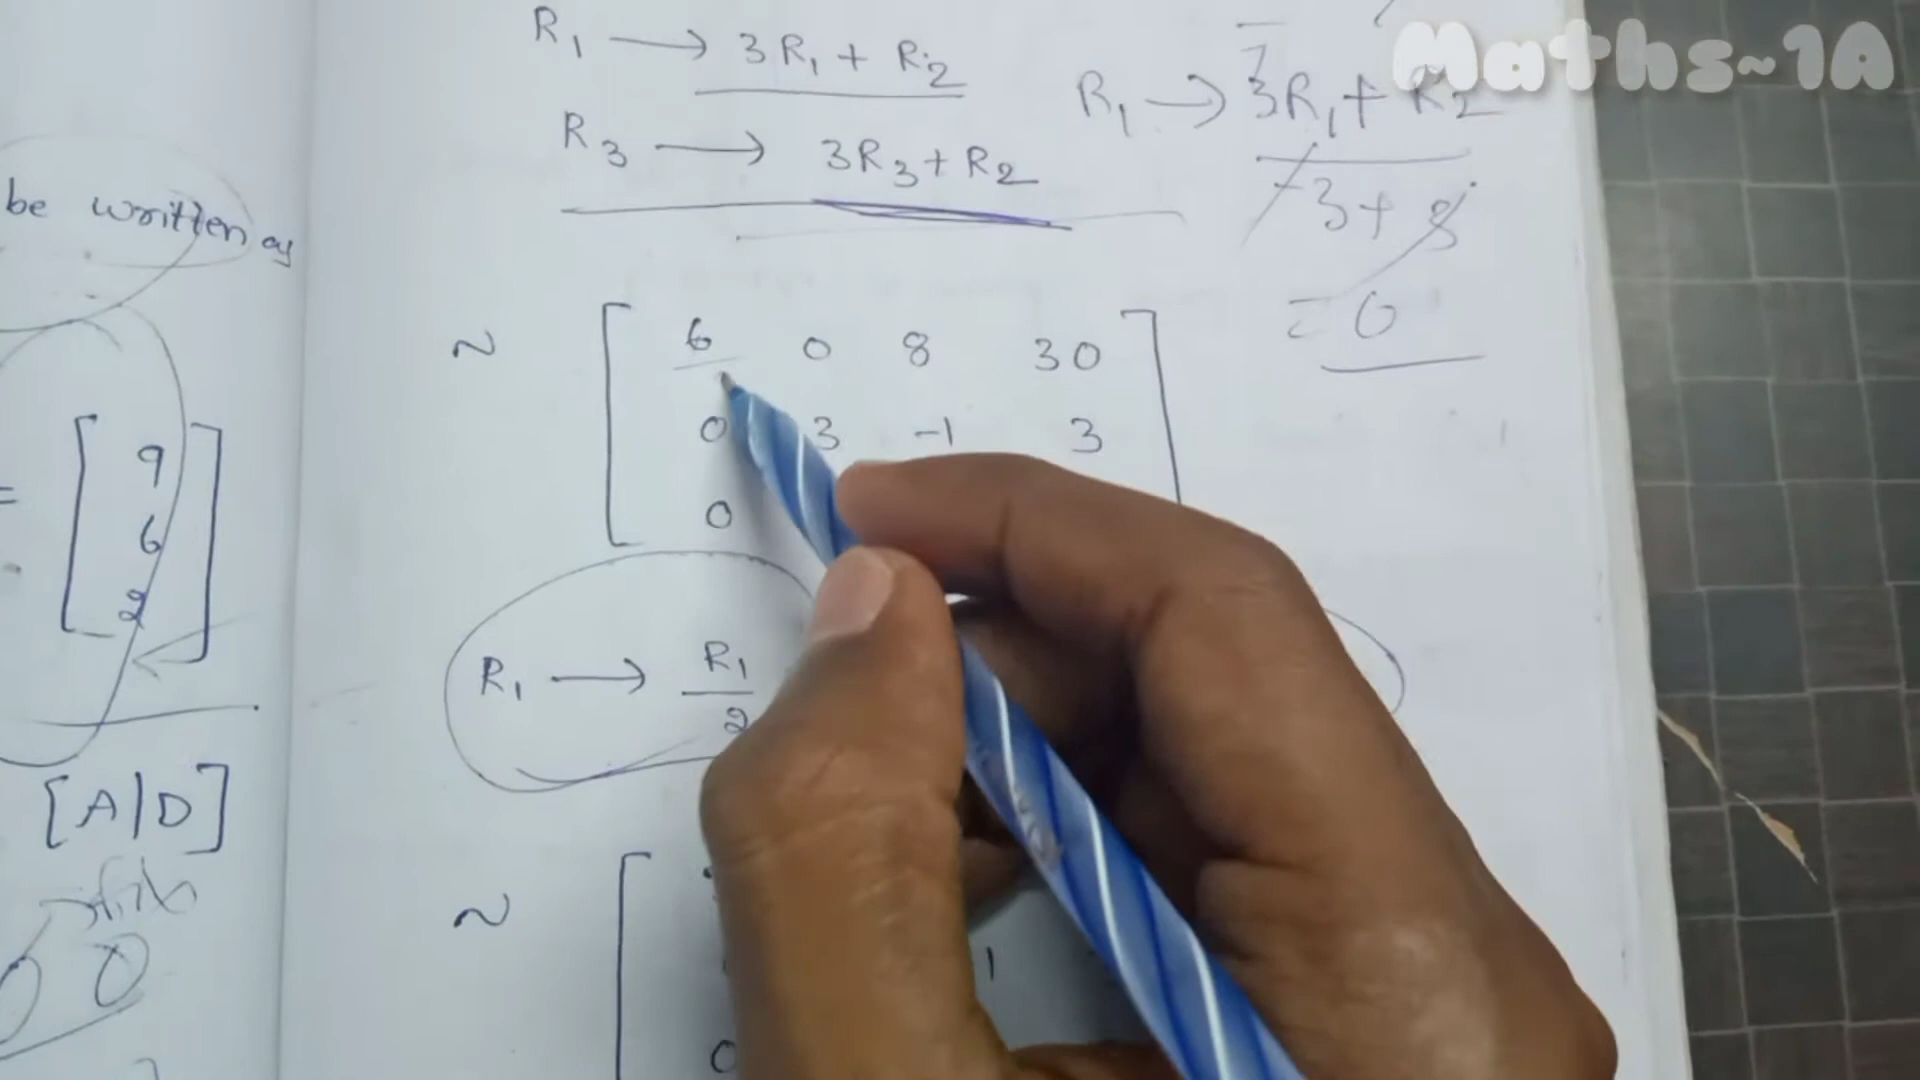 be written as
= [ 9
6
2 ]
[A|D]
0
R1 → 3R1 + R2
R3 → 3R3 + R2
~ [ 6 0 8 30
0 3 -1 3
0
R1 → R1/2
~ [
1
0
Maths~1A
R1 → 3R1 + R2
-3 + 3
= 0